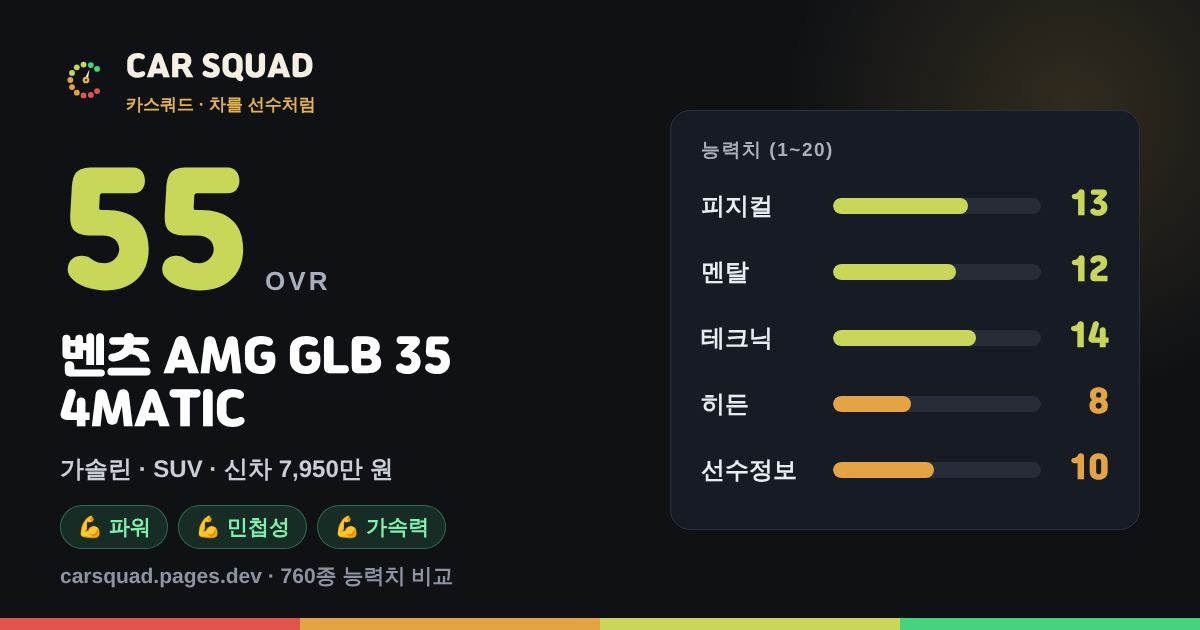 CAR SQUAD
카스쿼드 · 차를 선수처럼
55 OVR
벤츠 AMG GLB 35
4MATIC
가솔린 · SUV · 신차 7,950만 원
💪 파워 💪 민첩성 💪 가속력
carsquad.pages.dev · 760종 능력치 비교
능력치 (1~20)
피지컬 13
멘탈 12
테크닉 14
히든 8
선수정보 10